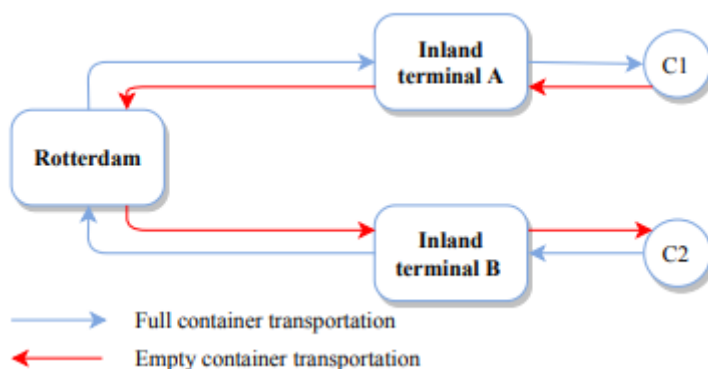 Inland
terminal A
C1
Rotterdam
Inland
terminal B
C2
Full container transportation
Empty container transportation